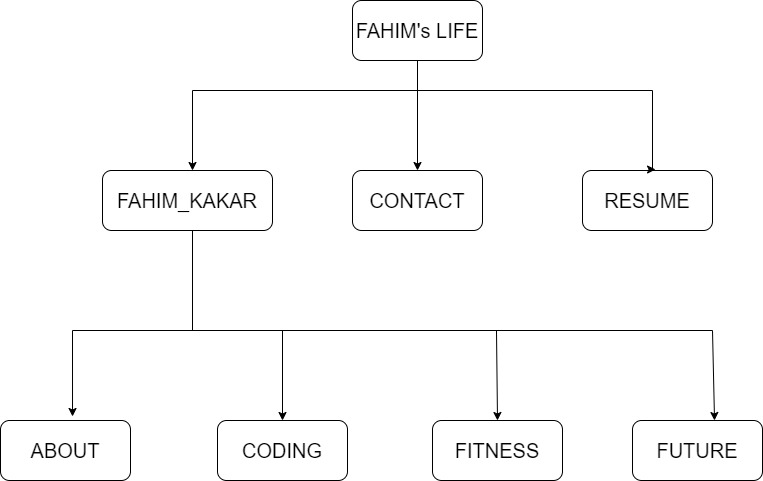 FAHIM's LIFE
FAHIM_KAKAR
CONTACT
RESUME
ABOUT
CODING
FITNESS
FUTURE